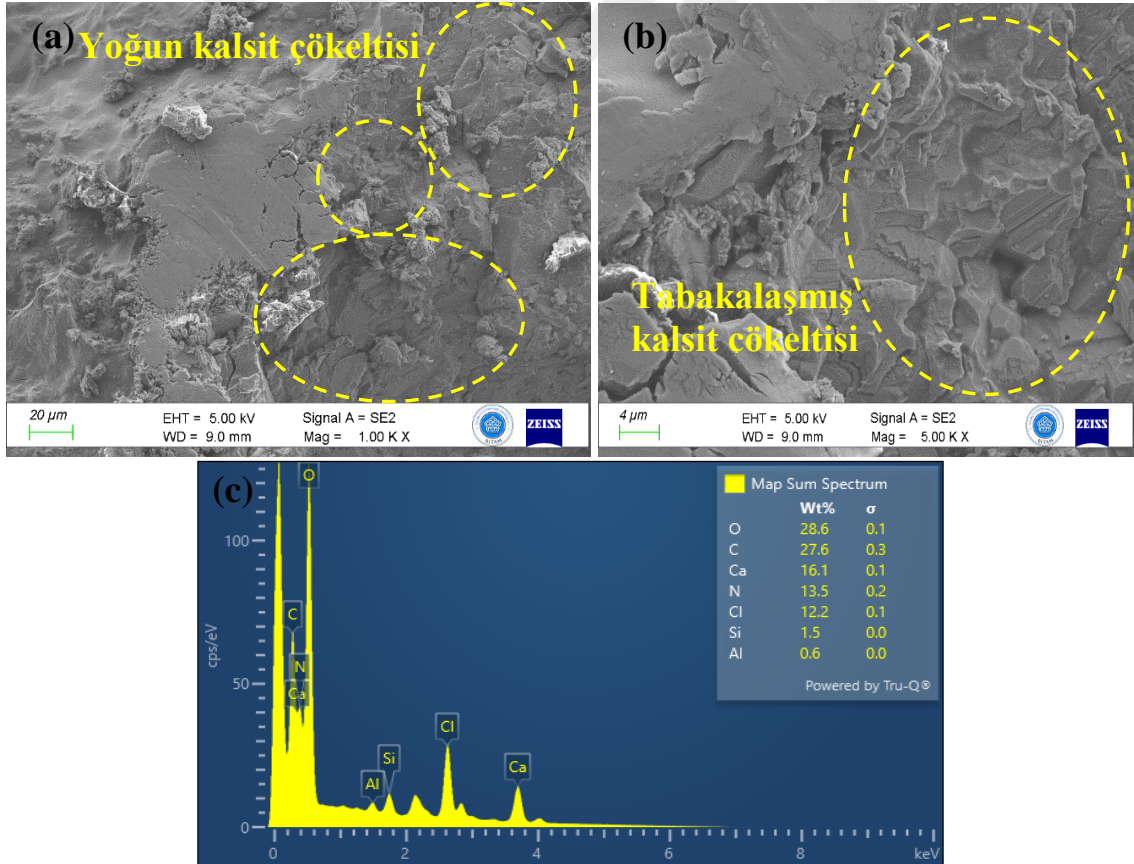 (a)
Yoğun kalsit çökeltisi
20 µm
EHT = 5.00 kV
WD = 9.0 mm
Signal A = SE2
Mag = 1.00 K X
ZEISS
(b)
Tabakalaşmış
kalsit çökeltisi
4 µm
EHT = 5.00 kV
WD = 9.0 mm
Signal A = SE2
Mag = 5.00 K X
ZEISS
(c)
Map Sum Spectrum
Wt% σ
O 28.6 0.1
C 27.6 0.3
Ca 16.1 0.1
N 13.5 0.2
Cl 12.2 0.1
Si 1.5 0.0
Al 0.6 0.0
Powered by Tru-Q®
cps/eV
100
50
0
O
C
N
Ca
Al
Si
Cl
Ca
0 2 4 6 8 keV